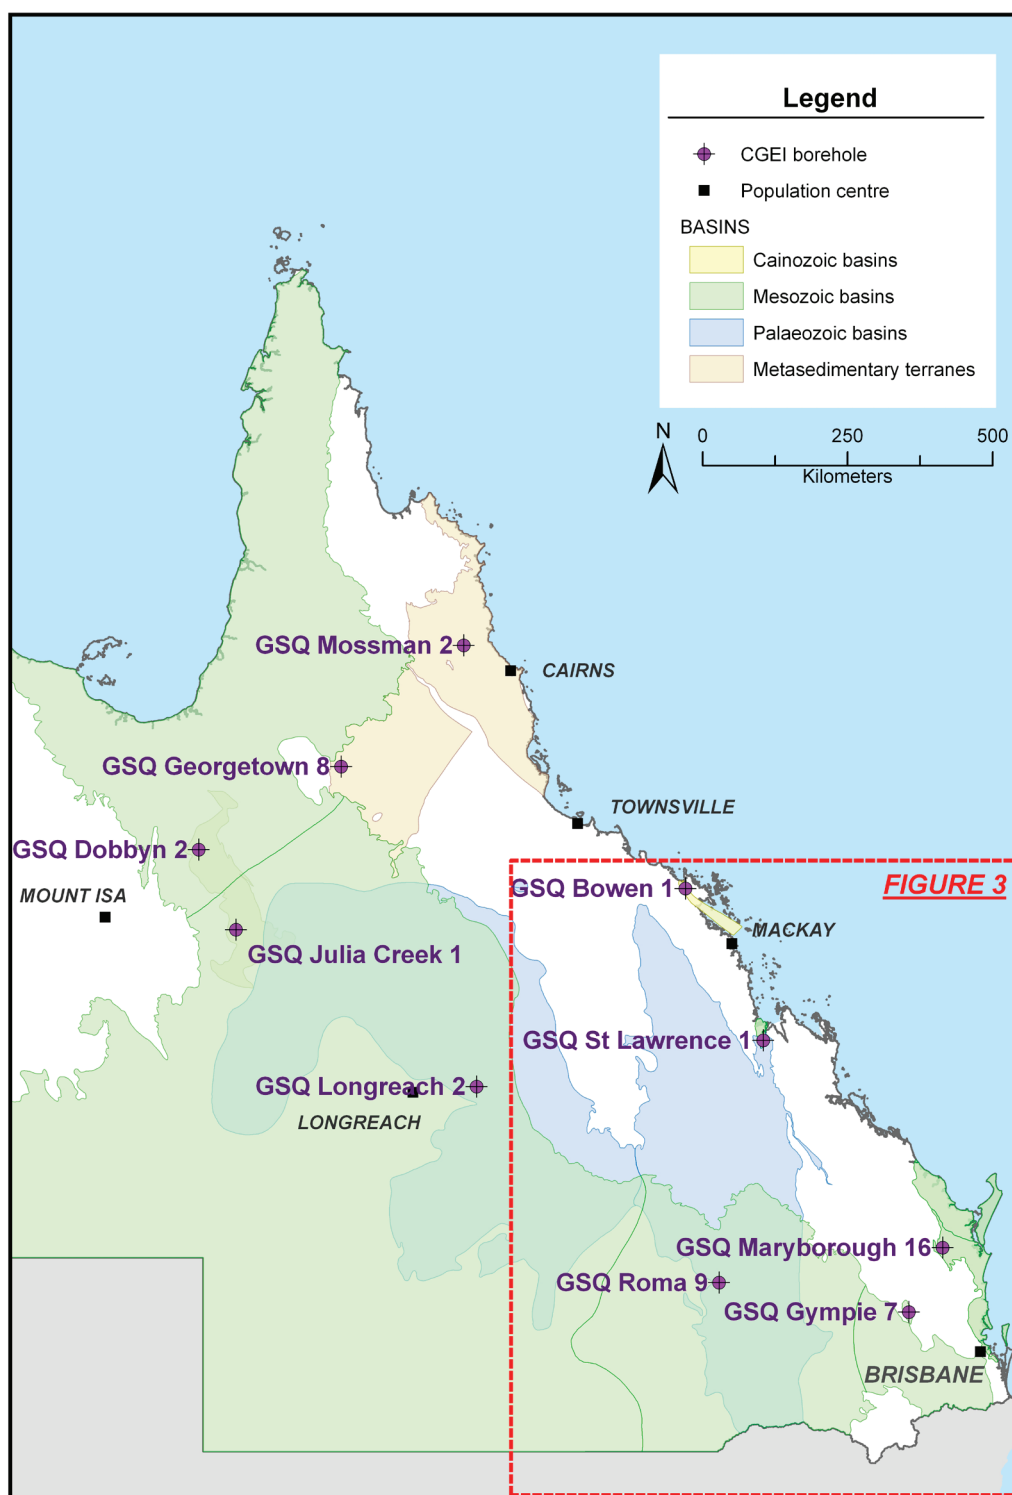 Legend
CGEI borehole
Population centre
BASINS
Cainozoic basins
Mesozoic basins
Palaeozoic basins
Metasedimentary terranes
N
0 250 500
Kilometers
GSQ Mossman 2
CAIRNS
GSQ Georgetown 8
TOWNSVILLE
GSQ Dobbyn 2
MOUNT ISA
GSQ Bowen 1
FIGURE 3
MACKAY
GSQ Julia Creek 1
GSQ St Lawrence 1
GSQ Longreach 2
LONGREACH
GSQ Maryborough 16
GSQ Roma 9
GSQ Gympie 7
BRISBANE